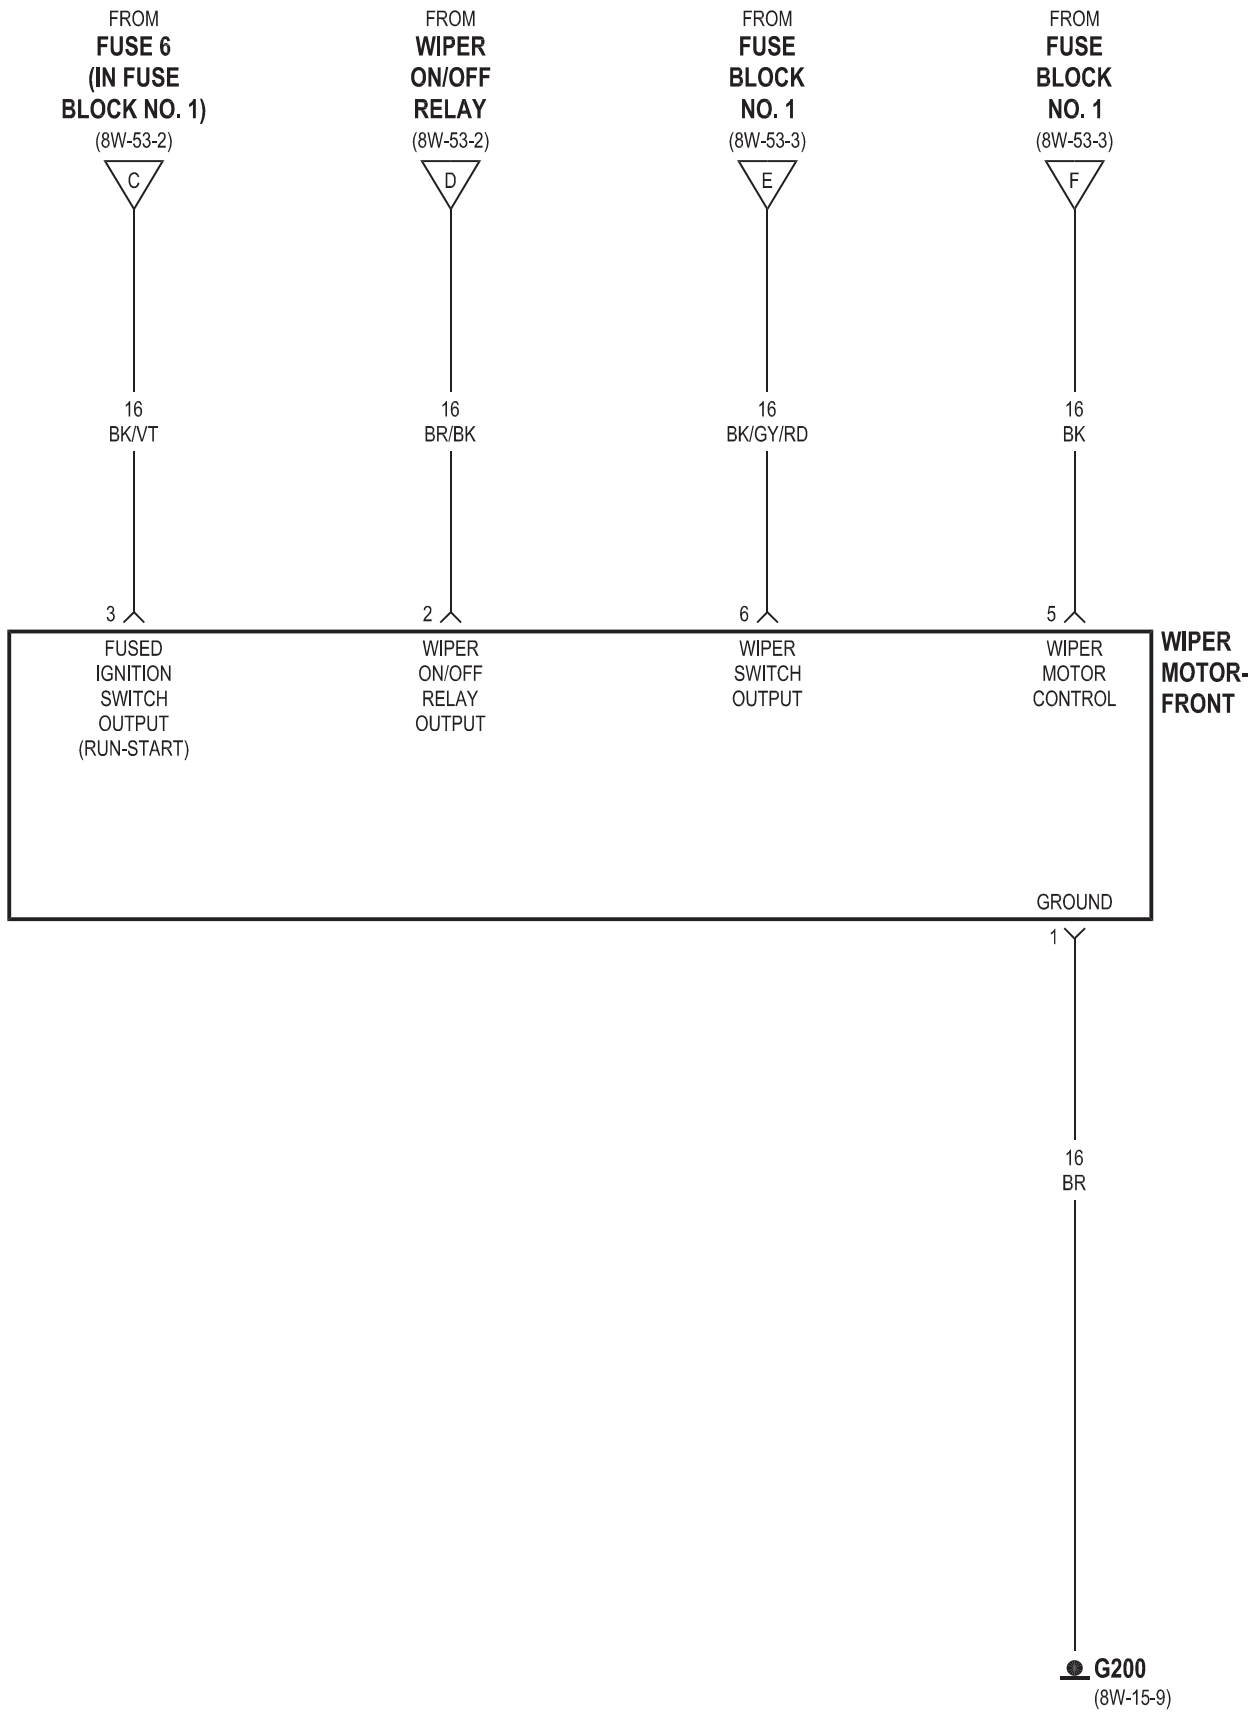 FROM
FUSE 6
(IN FUSE
BLOCK NO. 1)
(8W-53-2)
C
FROM
WIPER
ON/OFF
RELAY
(8W-53-2)
D
FROM
FUSE
BLOCK
NO. 1
(8W-53-3)
E
FROM
FUSE
BLOCK
NO. 1
(8W-53-3)
F
16
BK/VT
16
BR/BK
16
BK/GY/RD
16
BK
3
2
6
5
FUSED
IGNITION
SWITCH
OUTPUT
(RUN-START)
WIPER
ON/OFF
RELAY
OUTPUT
WIPER
SWITCH
OUTPUT
WIPER
MOTOR
CONTROL
WIPER
MOTOR-
FRONT
GROUND
1
16
BR
G200
(8W-15-9)